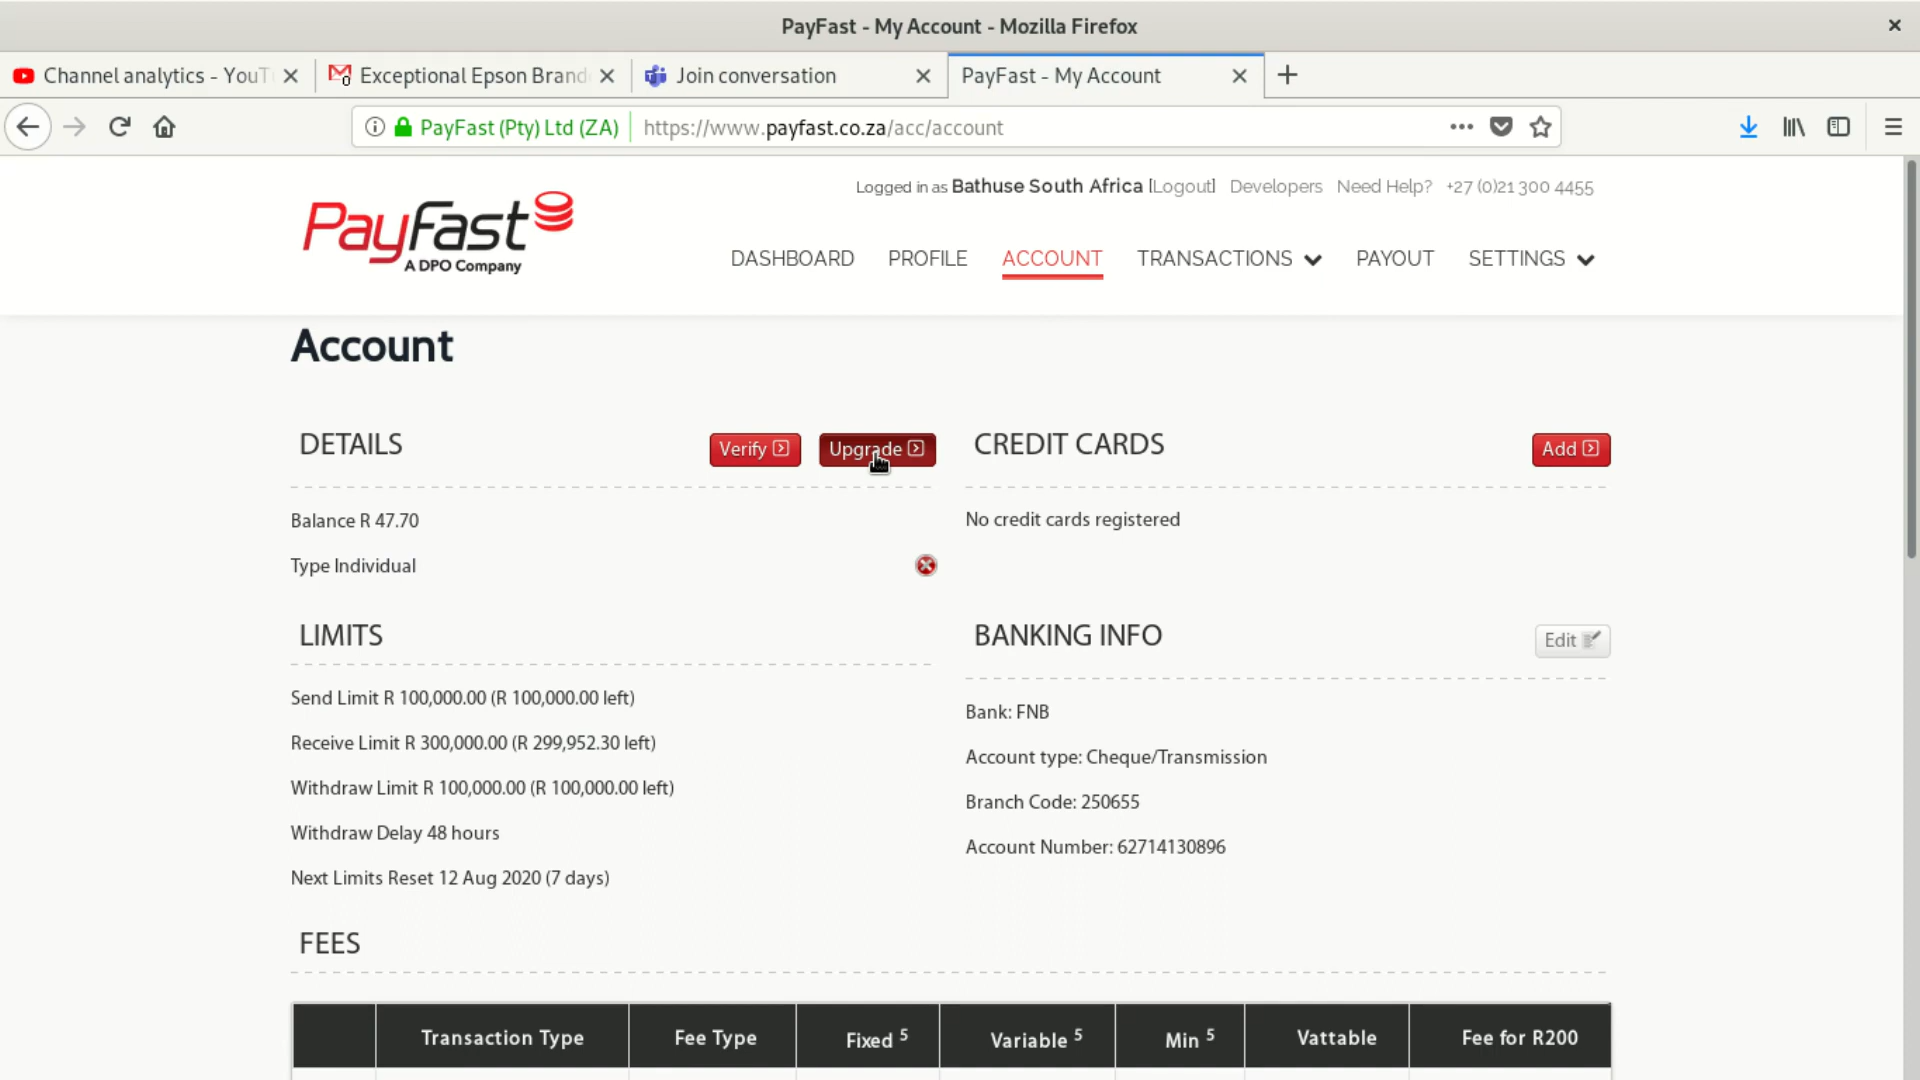 PayFast - My Account - Mozilla Firefox
Channel analytics - YouT
Exceptional Epson Brand
Join conversation
PayFast - My Account
PayFast (Pty) Ltd (ZA)
https://www.payfast.co.za/acc/account
Logged in as Bathuse South Africa [Logout] Developers Need Help? +27 (0)21 300 4455
PayFast
A DPO Company
DASHBOARD PROFILE ACCOUNT TRANSACTIONS PAYOUT SETTINGS
Account
DETAILS
Verify
Upgrade
Balance R 47.70
Type Individual
CREDIT CARDS
Add
No credit cards registered
LIMITS
Send Limit R 100,000.00 (R 100,000.00 left)
Receive Limit R 300,000.00 (R 299,952.30 left)
Withdraw Limit R 100,000.00 (R 100,000.00 left)
Withdraw Delay 48 hours
Next Limits Reset 12 Aug 2020 (7 days)
BANKING INFO
Edit
Bank: FNB
Account type: Cheque/Transmission
Branch Code: 250655
Account Number: 62714130896
FEES
Transaction Type Fee Type Fixed 5 Variable 5 Min 5 Vattable Fee for R200